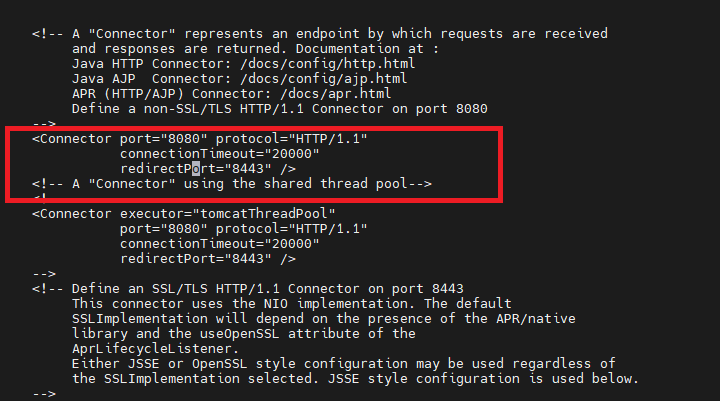 <!-- A "Connector" represents an endpoint by which requests are received
and responses are returned. Documentation at :
Java HTTP Connector: /docs/config/http.html
Java AJP  Connector: /docs/config/ajp.html
APR (HTTP/AJP) Connector: /docs/apr.html
Define a non-SSL/TLS HTTP/1.1 Connector on port 8080
-->
<Connector port="8080" protocol="HTTP/1.1"
connectionTimeout="20000"
redirectPort="8443" />
<!-- A "Connector" using the shared thread pool-->
<!--
<Connector executor="tomcatThreadPool"
port="8080" protocol="HTTP/1.1"
connectionTimeout="20000"
redirectPort="8443" />
-->
<!-- Define an SSL/TLS HTTP/1.1 Connector on port 8443
This connector uses the NIO implementation. The default
SSLImplementation will depend on the presence of the APR/native
library and the useOpenSSL attribute of the
AprLifecycleListener.
Either JSSE or OpenSSL style configuration may be used regardless of
the SSLImplementation selected. JSSE style configuration is used below.
-->